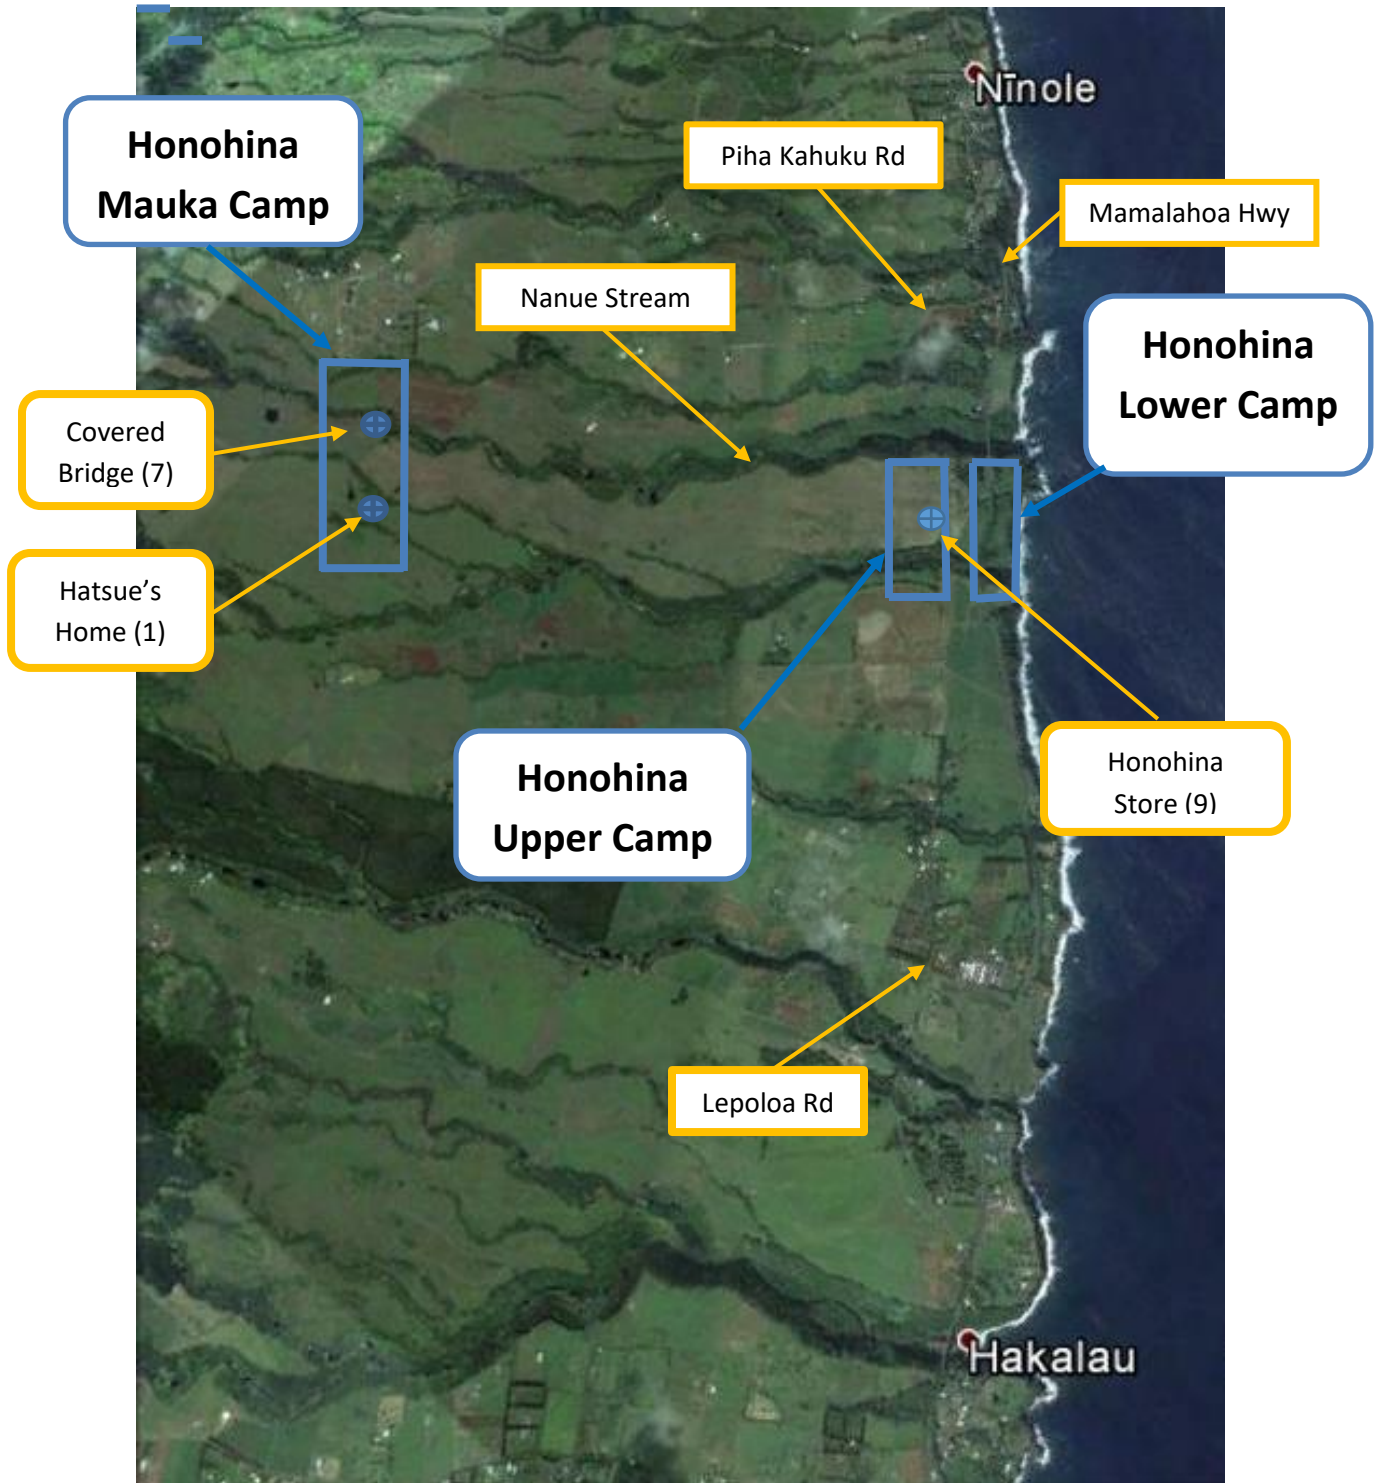 Nīnole
Honohina
Mauka Camp
Piha Kahuku Rd
Mamalahoa Hwy
Nanue Stream
Honohina
Lower Camp
Covered
Bridge (7)
Hatsue’s
Home (1)
Honohina
Upper Camp
Honohina
Store (9)
Lepoloa Rd
Hakalau